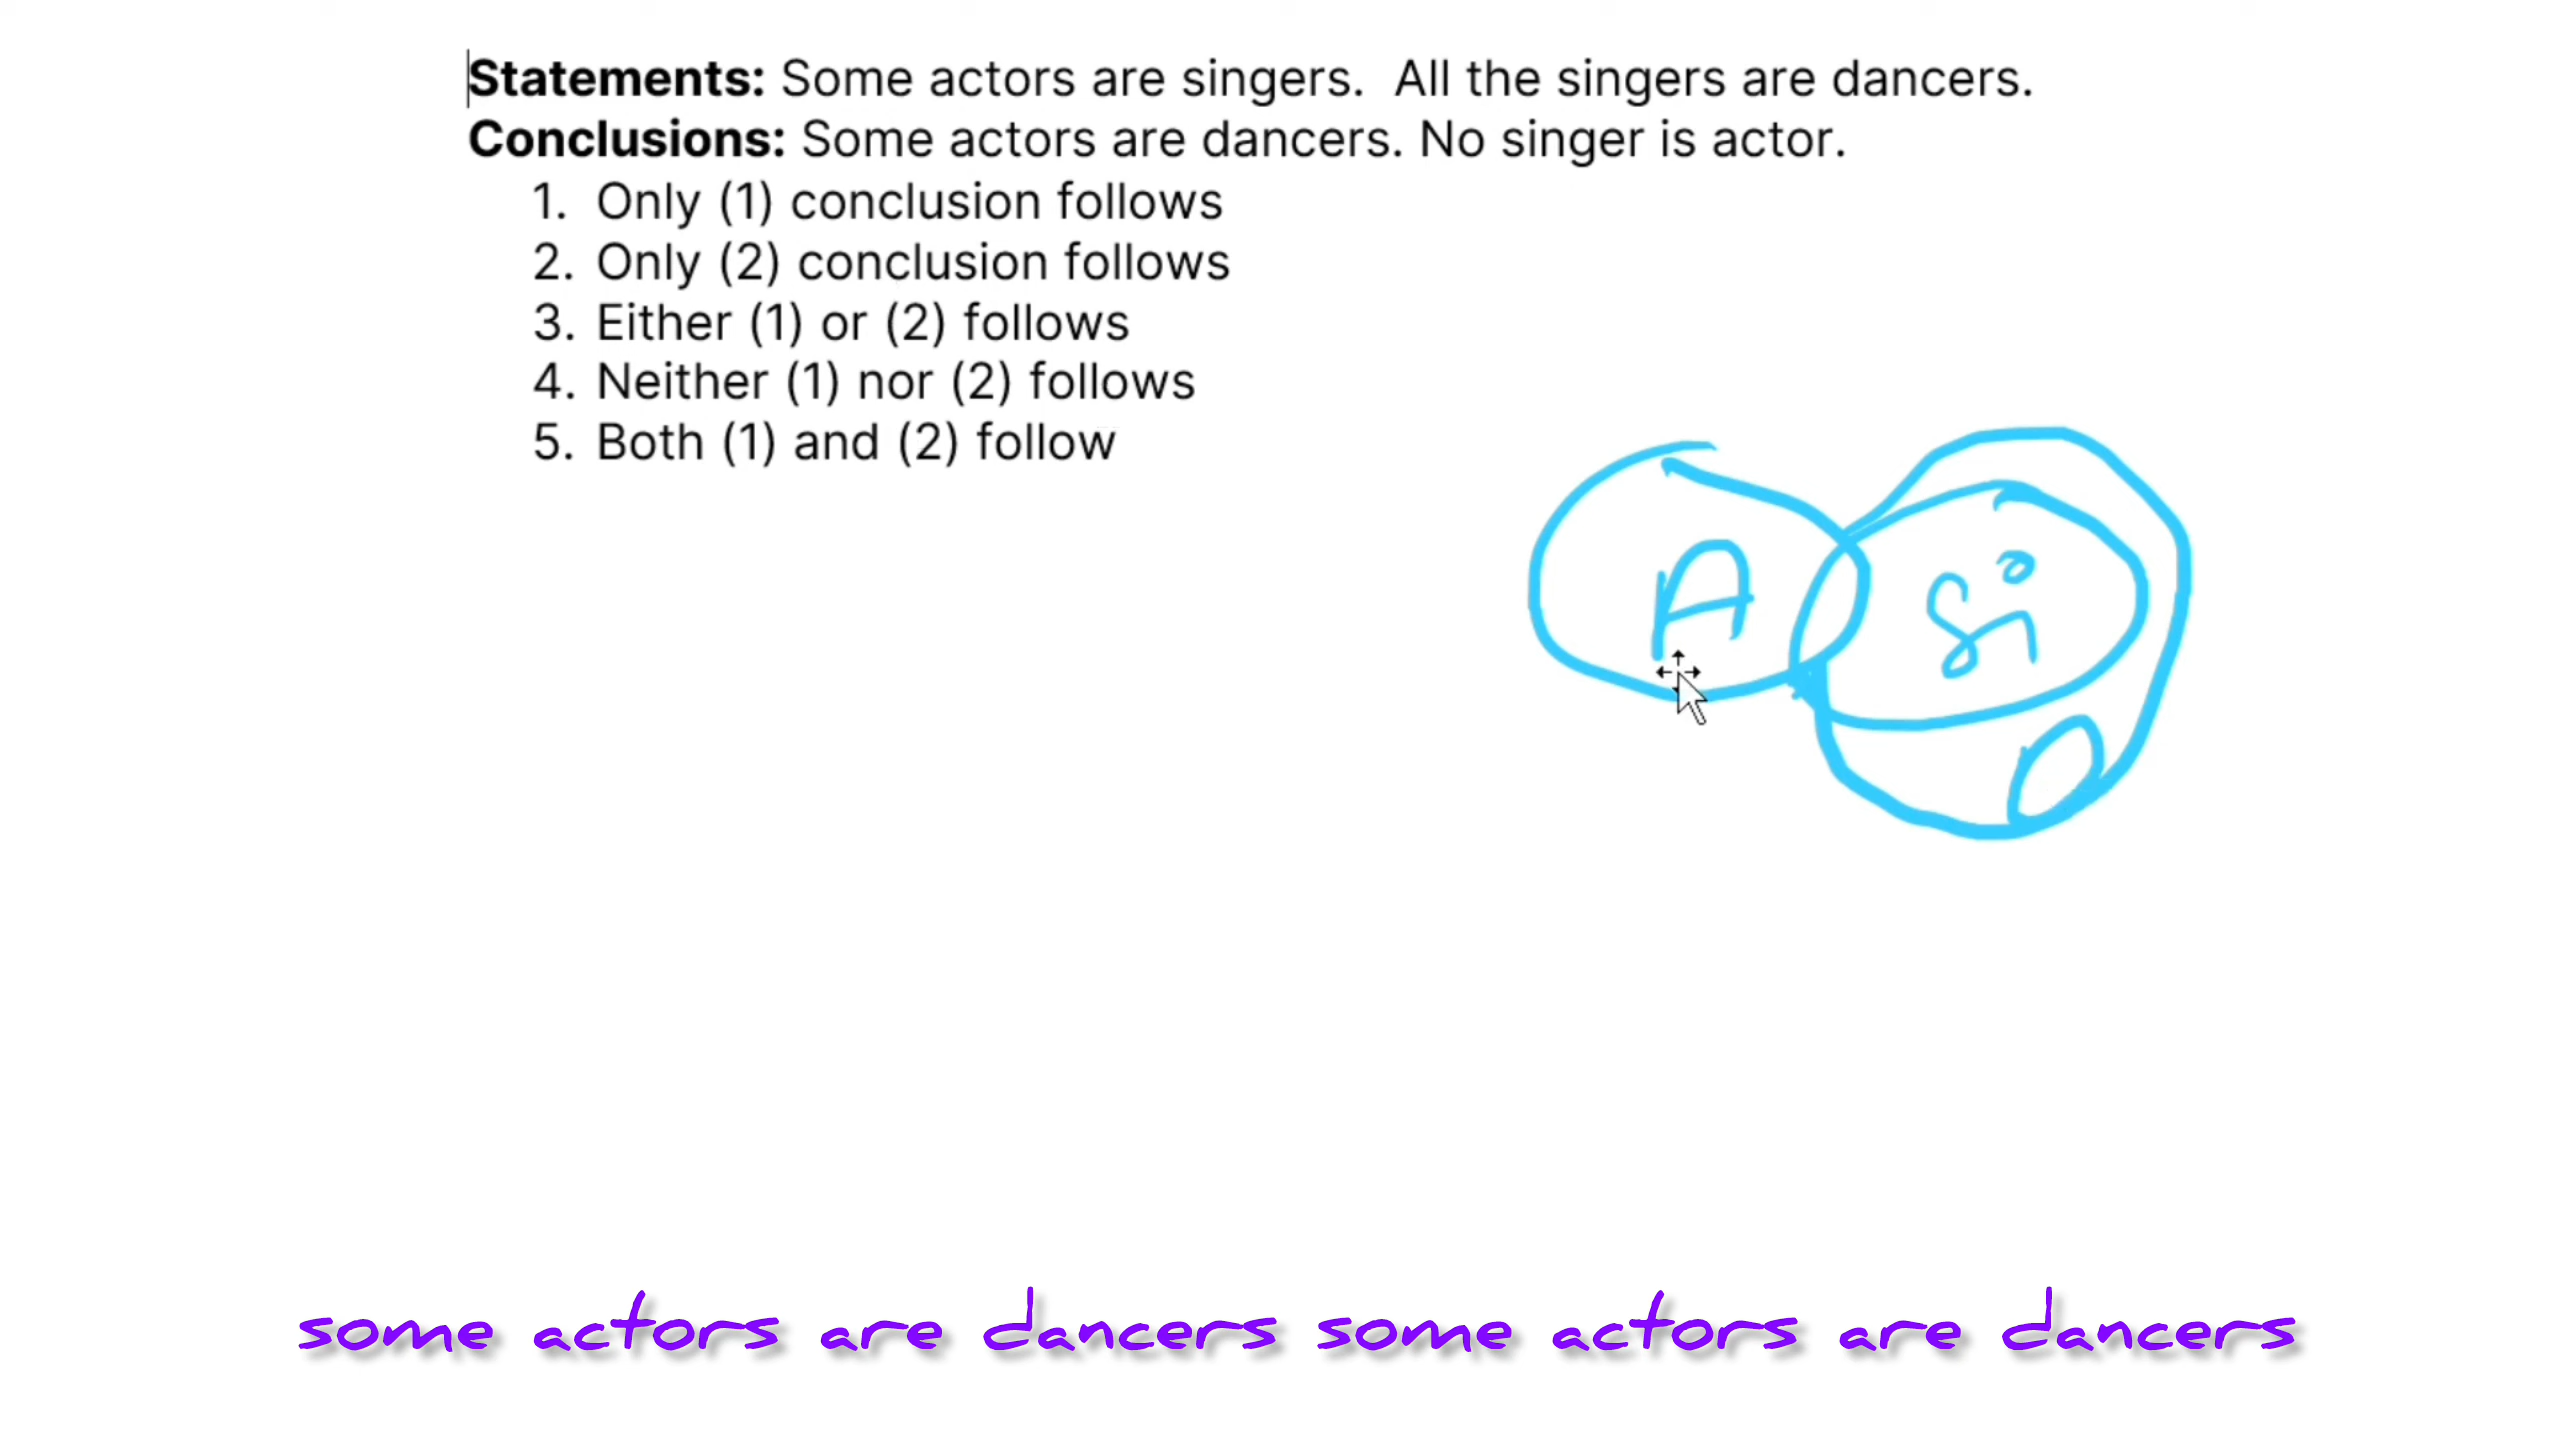 Statements: Some actors are singers. All the singers are dancers.
Conclusions: Some actors are dancers. No singer is actor.
1. Only (1) conclusion follows
2. Only (2) conclusion follows
3. Either (1) or (2) follows
4. Neither (1) nor (2) follows
5. Both (1) and (2) follow
A
Si
D
some actors are dancers some actors are dancers